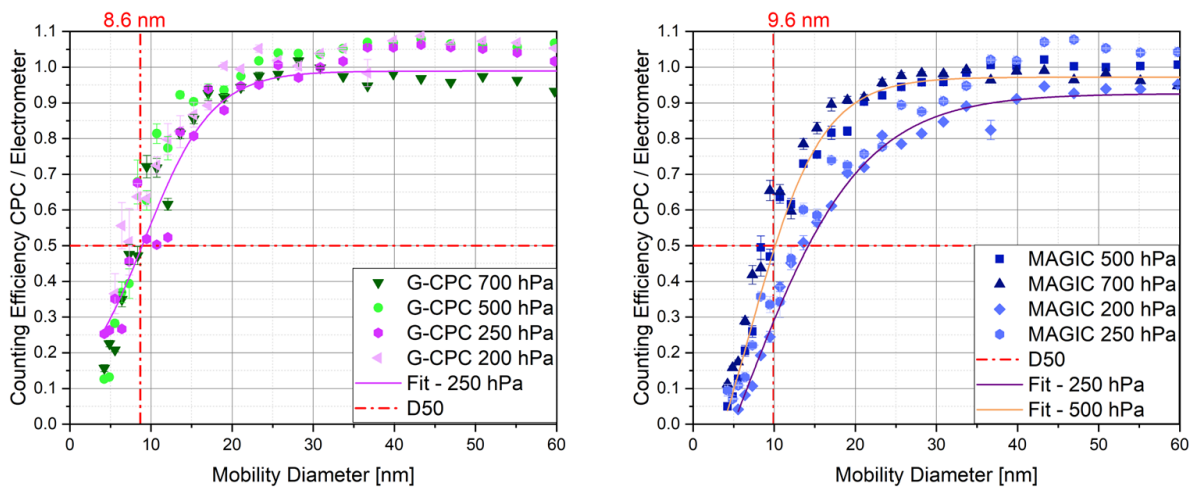 8.6 nm
1.1
1.0
0.9
0.8
0.7
0.6
0.5
0.4
0.3
0.2
0.1
0.0
Counting Efficiency CPC / Electrometer
G-CPC 700 hPa
G-CPC 500 hPa
G-CPC 250 hPa
G-CPC 200 hPa
Fit - 250 hPa
D50
0 10 20 30 40 50 60
Mobility Diameter [nm]
9.6 nm
1.1
1.0
0.9
0.8
0.7
0.6
0.5
0.4
0.3
0.2
0.1
0.0
Counting Efficiency CPC / Electrometer
MAGIC 500 hPa
MAGIC 700 hPa
MAGIC 200 hPa
MAGIC 250 hPa
D50
Fit - 250 hPa
Fit - 500 hPa
0 10 20 30 40 50 60
Mobility Diameter [nm]